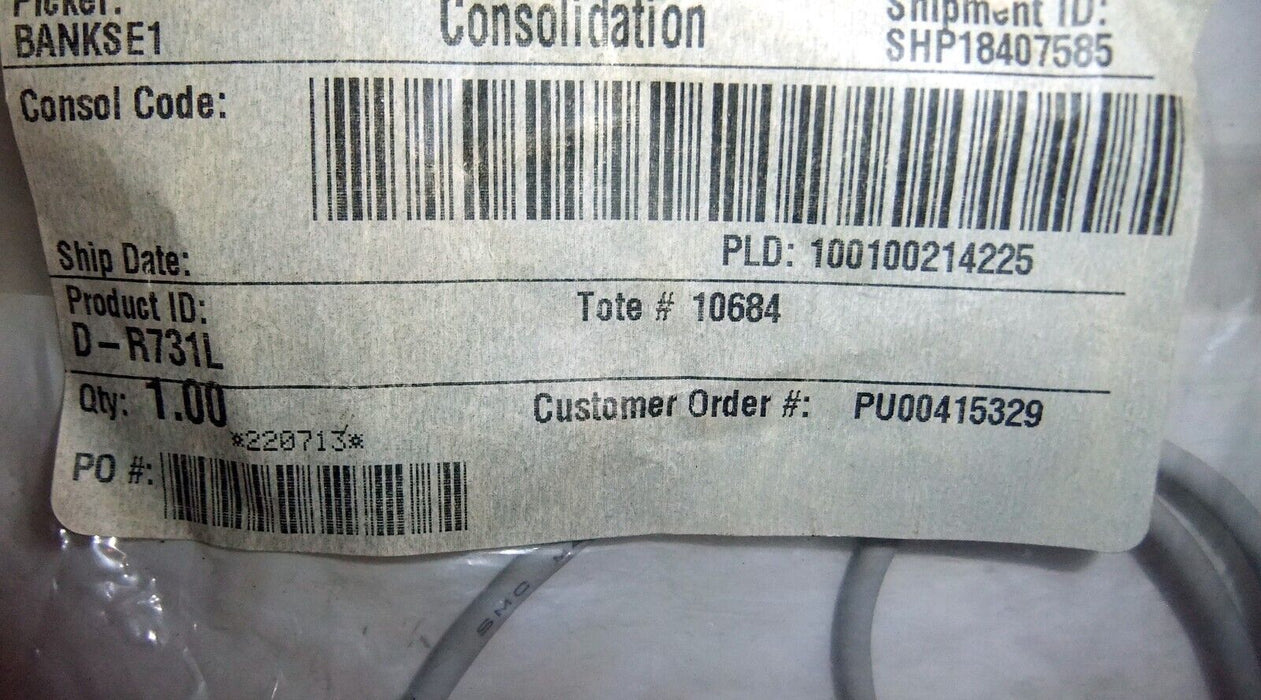 Picker:
BANKSE1
Consolidation
Shipment ID:
SHP18407585
Consol Code:
Ship Date:
PLD: 100100214225
Product ID:
D-R731L
Tote # 10684
Qty: 1.00
Customer Order #: PU00415329
*220713*
PO #:
SMC